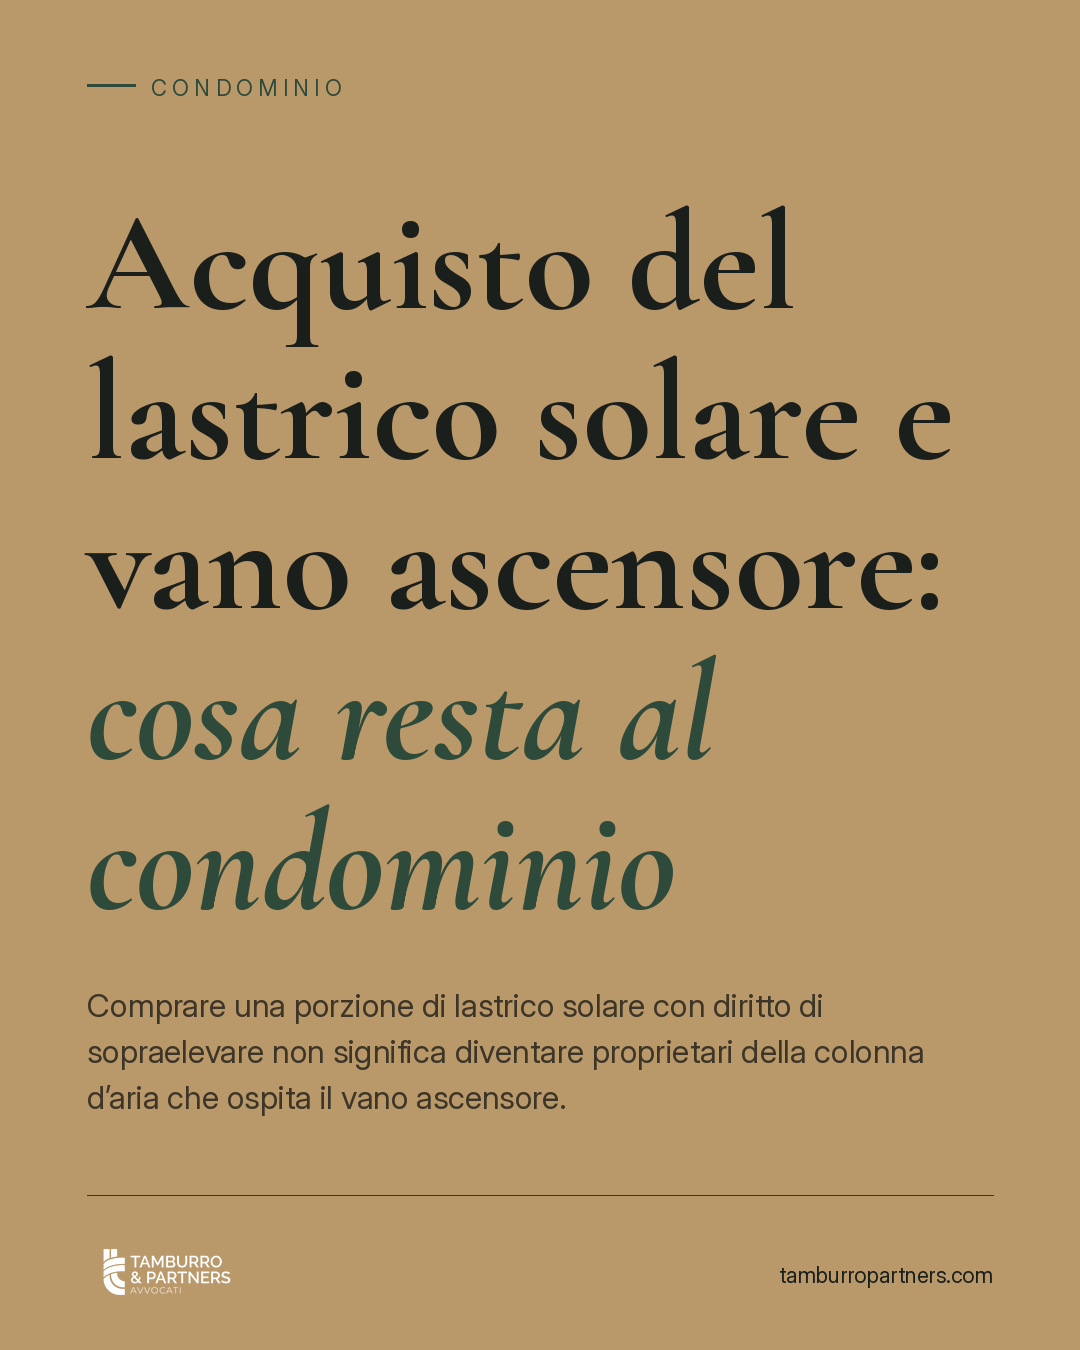 CONDOMINIO
Acquisto del
lastrico solare e
vano ascensore:
cosa resta al
condominio
Comprare una porzione di lastrico solare con diritto di
sopraelevare non significa diventare proprietari della colonna
d’aria che ospita il vano ascensore.
TAMBURRO
& PARTNERS
AVVOCATI
tamburropartners.com